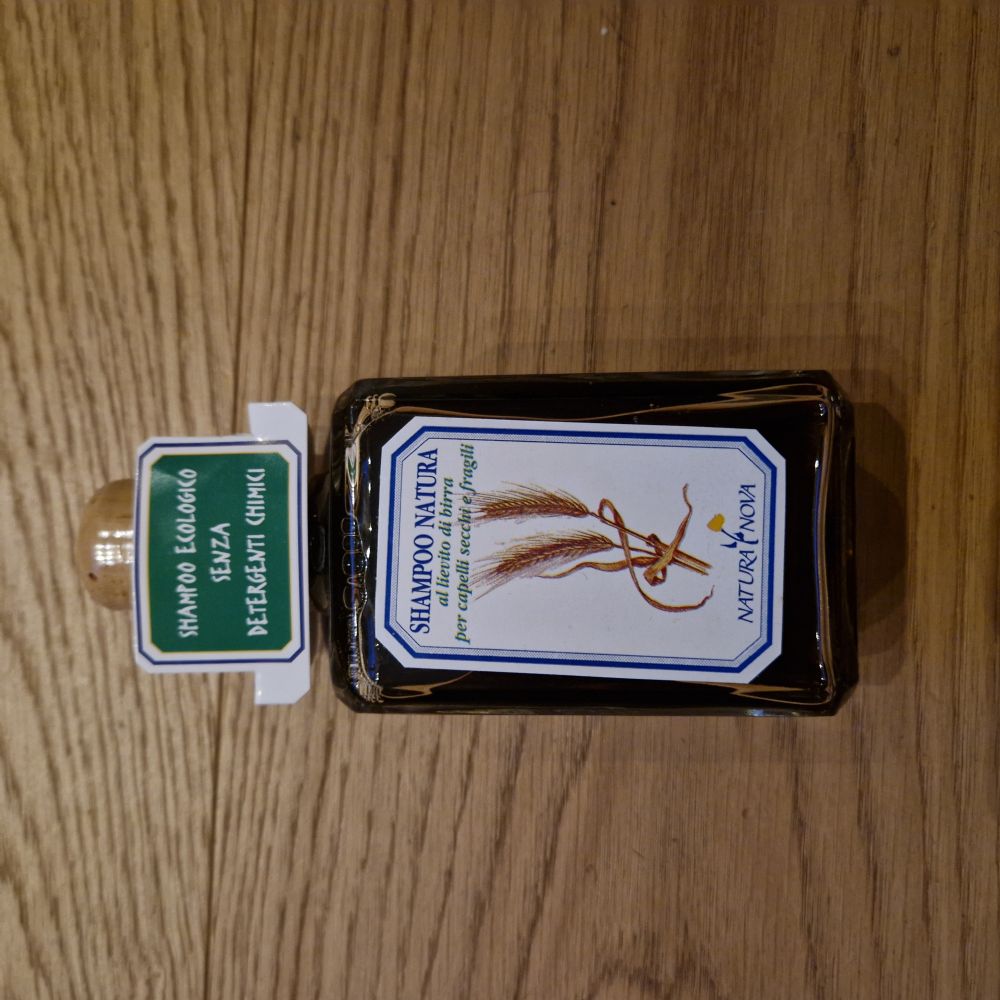 SHAMPOO ECOLOGICO
SENZA
DETERGENTI CHIMICI
SHAMPOO NATURA
al lievito di birra
per capelli secchi e fragili
NATURA NOVA